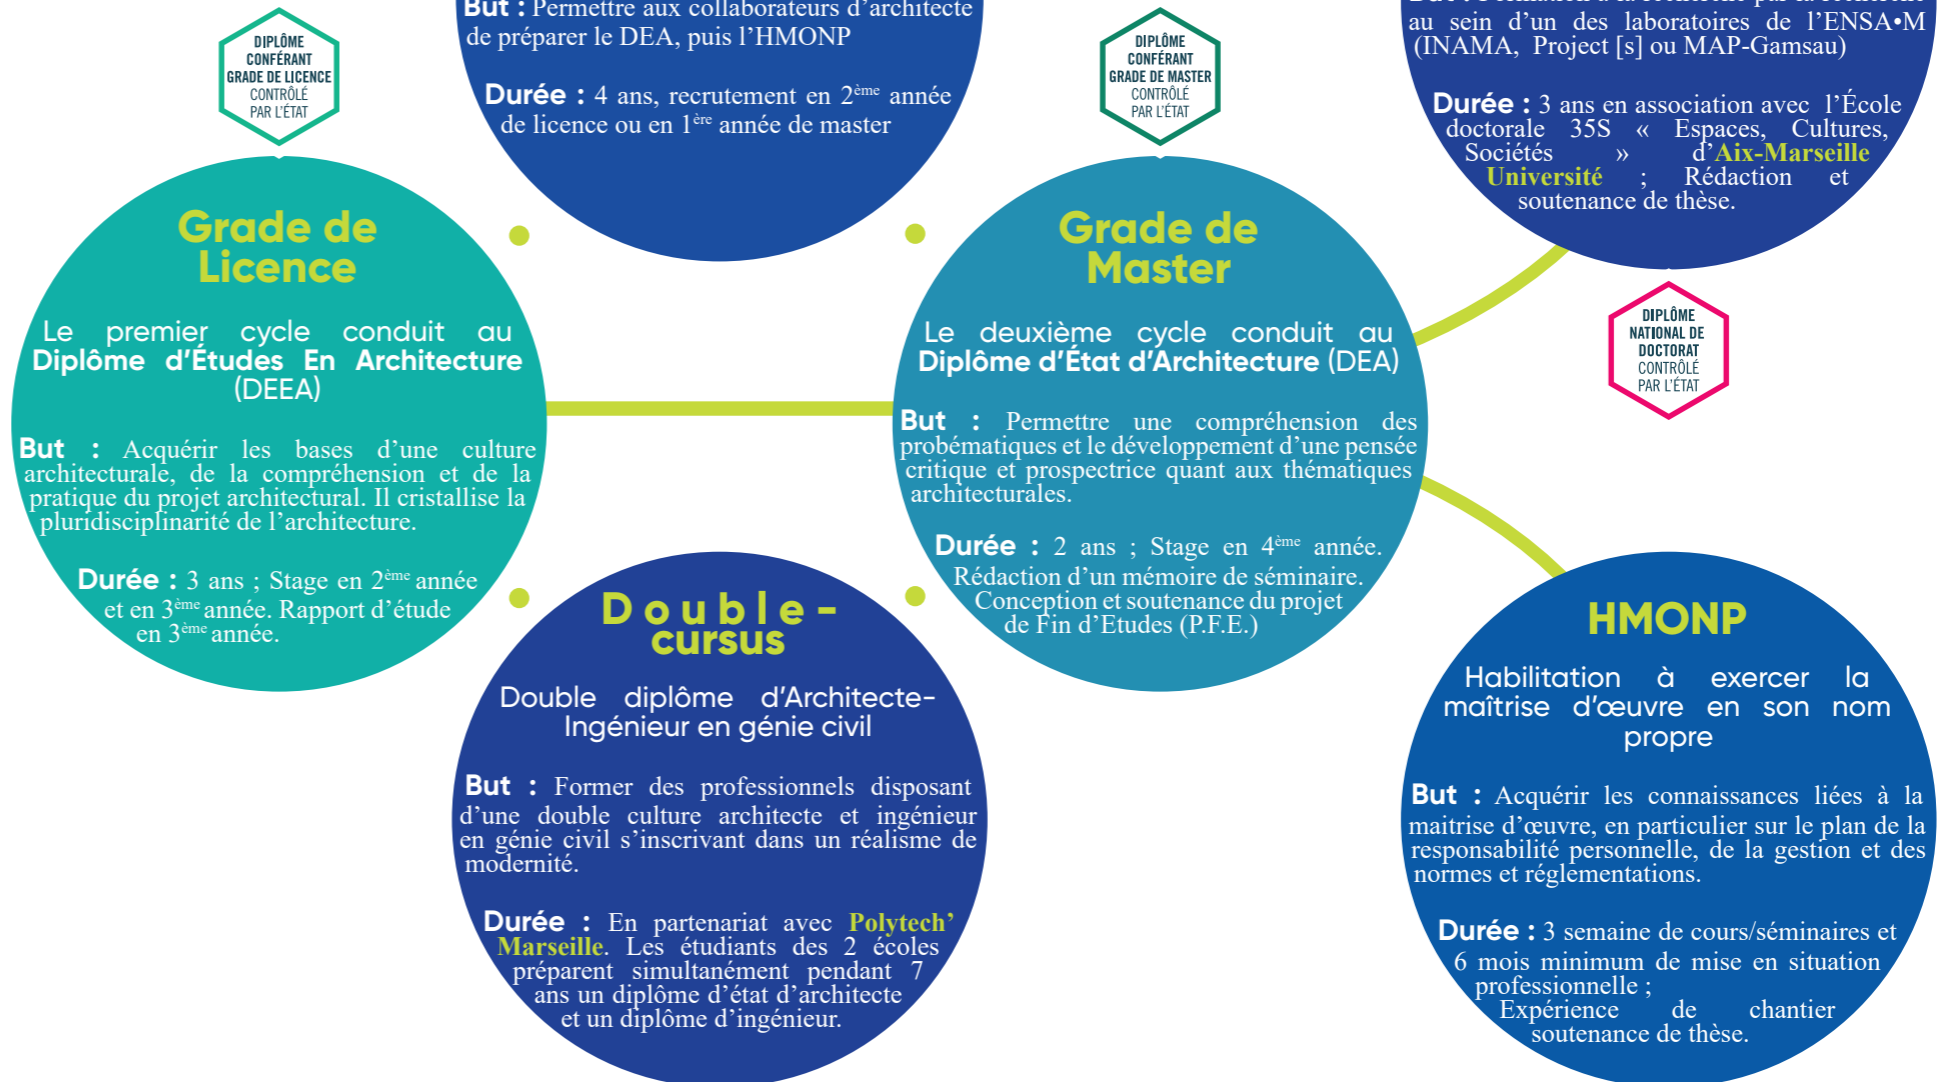 But : Permettre aux collaborateurs d’architecte
de préparer le DEA, puis l’HMONP
Durée : 4 ans, recrutement en 2ème année
de licence ou en 1ère année de master
au sein d’un des laboratoires de l’ENSA•M
(INAMA, Project [s] ou MAP-Gamsau)
Durée : 3 ans en association avec l’École
doctorale 35S « Espaces, Cultures,
Sociétés » d’Aix-Marseille
Université ; Rédaction et
soutenance de thèse.
DIPLÔME
CONFÉRANT
GRADE DE LICENCE
CONTRÔLÉ
PAR L’ÉTAT
DIPLÔME
CONFÉRANT
GRADE DE MASTER
CONTRÔLÉ
PAR L’ÉTAT
Grade de
Licence
Le premier cycle conduit au
Diplôme d’Études En Architecture
(DEEA)
But : Acquérir les bases d’une culture
architecturale, de la compréhension et de la
pratique du projet architectural. Il cristallise la
pluridisciplinarité de l’architecture.
Durée : 3 ans ; Stage en 2ème année
et en 3ème année. Rapport d’étude
en 3ème année.
Grade de
Master
Le deuxième cycle conduit au
Diplôme d’État d’Architecture (DEA)
But : Permettre une compréhension des
probématiques et le développement d’une pensée
critique et prospectrice quant aux thématiques
architecturales.
Durée : 2 ans ; Stage en 4ème année.
Rédaction d’un mémoire de séminaire.
Conception et soutenance du projet
de Fin d’Etudes (P.F.E.)
DIPLÔME
NATIONAL DE
DOCTORAT
CONTRÔLÉ
PAR L’ÉTAT
Double-
cursus
Double diplôme d’Architecte-
Ingénieur en génie civil
But : Former des professionnels disposant
d’une double culture architecte et ingénieur
en génie civil s’inscrivant dans un réalisme de
modernité.
Durée : En partenariat avec Polytech’
Marseille. Les étudiants des 2 écoles
préparent simultanément pendant 7
ans un diplôme d’état d’architecte
et un diplôme d’ingénieur.
HMONP
Habilitation à exercer la
maîtrise d’œuvre en son nom
propre
But : Acquérir les connaissances liées à la
maitrise d’œuvre, en particulier sur le plan de la
responsabilité personnelle, de la gestion et des
normes et réglementations.
Durée : 3 semaine de cours/séminaires et
6 mois minimum de mise en situation
professionnelle ;
Expérience de chantier
soutenance de thèse.